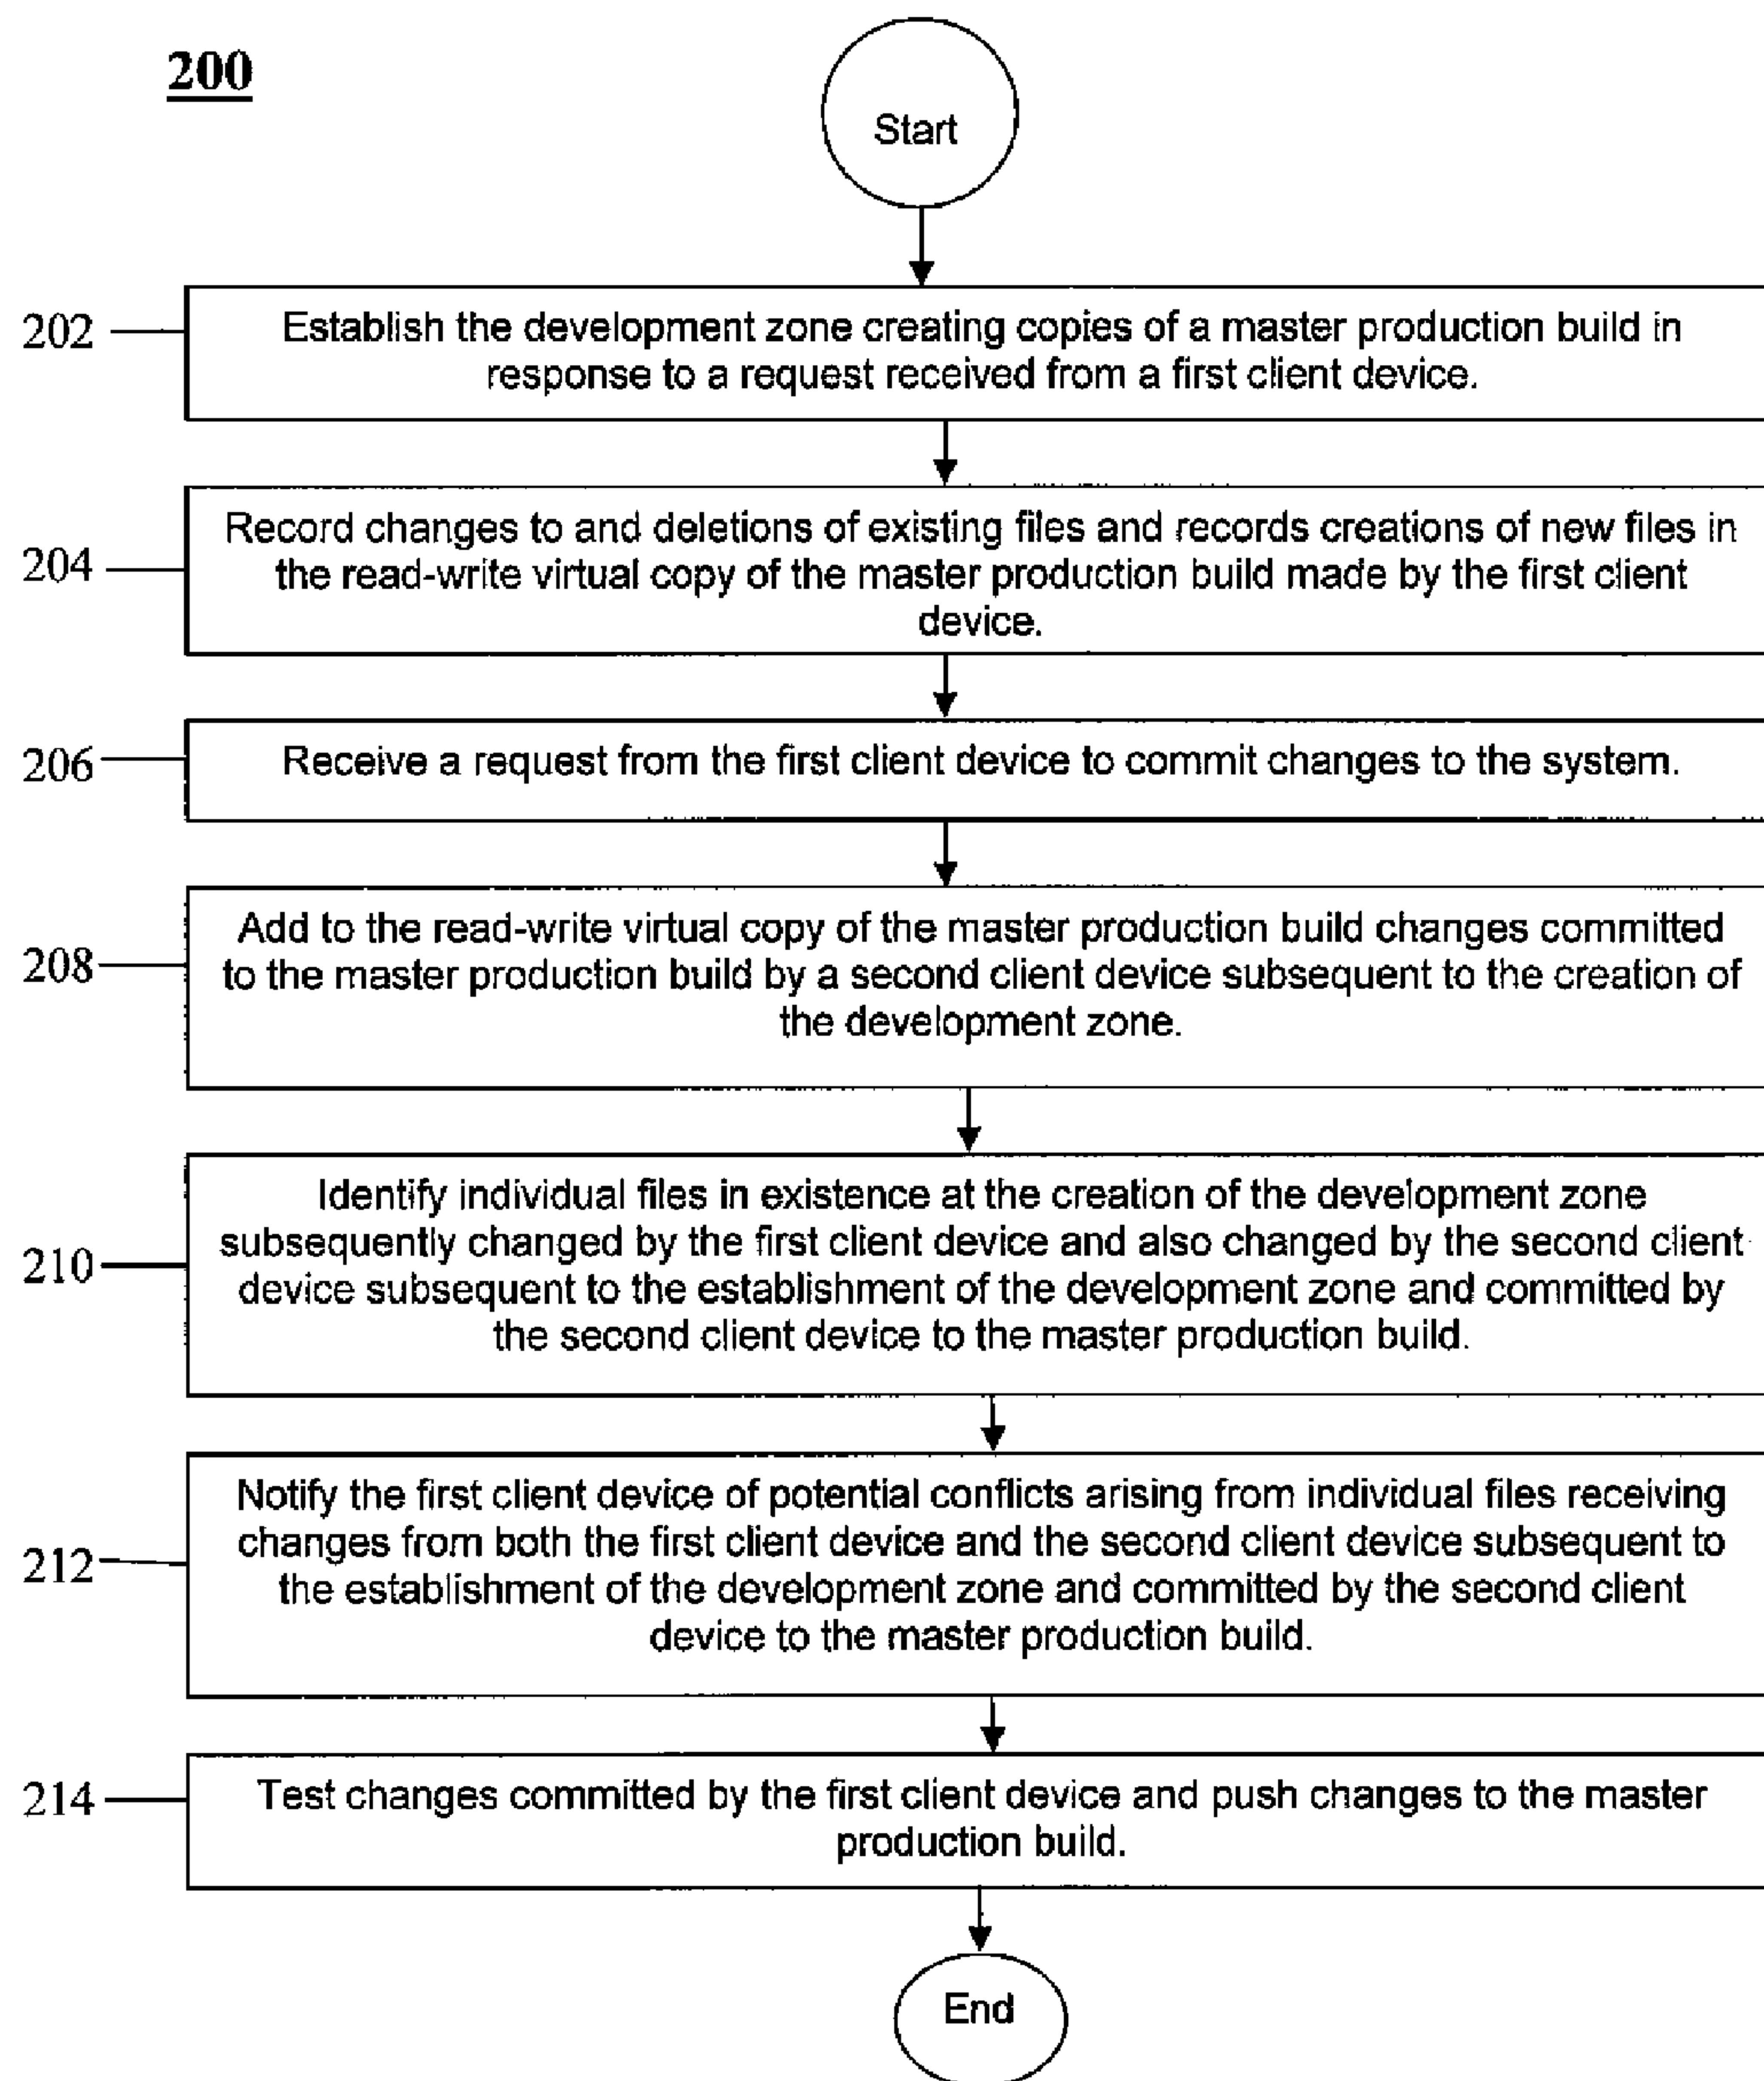 200
Start
202
Establish the development zone creating copies of a master production build in
response to a request received from a first client device.
204
Record changes to and deletions of existing files and records creations of new files in
the read-write virtual copy of the master production build made by the first client
device.
206
Receive a request from the first client device to commit changes to the system.
208
Add to the read-write virtual copy of the master production build changes committed
to the master production build by a second client device subsequent to the creation of
the development zone.
210
Identify individual files in existence at the creation of the development zone
subsequently changed by the first client device and also changed by the second client
device subsequent to the establishment of the development zone and committed by
the second client device to the master production build.
212
Notify the first client device of potential conflicts arising from individual files receiving
changes from both the first client device and the second client device subsequent to
the establishment of the development zone and committed by the second client
device to the master production build.
214
Test changes committed by the first client device and push changes to the master
production build.
End